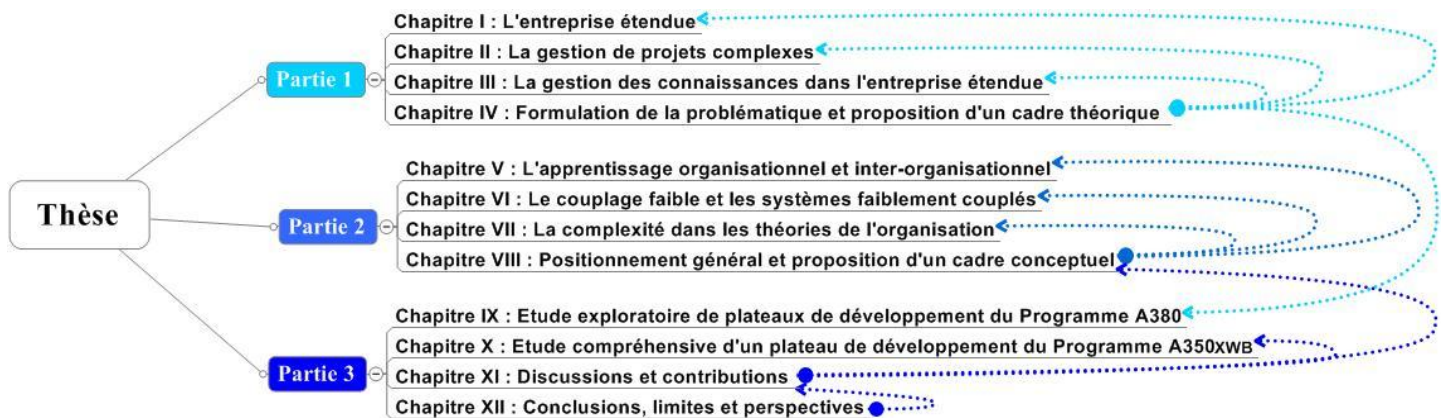 Thèse
Partie 1
Chapitre I : L'entreprise étendue
Chapitre II : La gestion de projets complexes
Chapitre III : La gestion des connaissances dans l'entreprise étendue
Chapitre IV : Formulation de la problématique et proposition d'un cadre théorique
Partie 2
Chapitre V : L'apprentissage organisationnel et inter-organisationnel
Chapitre VI : Le couplage faible et les systèmes faiblement couplés
Chapitre VII : La complexité dans les théories de l'organisation
Chapitre VIII : Positionnement général et proposition d'un cadre conceptuel
Partie 3
Chapitre IX : Etude exploratoire de plateaux de développement du Programme A380
Chapitre X : Etude compréhensive d'un plateau de développement du Programme A350XWB
Chapitre XI : Discussions et contributions
Chapitre XII : Conclusions, limites et perspectives